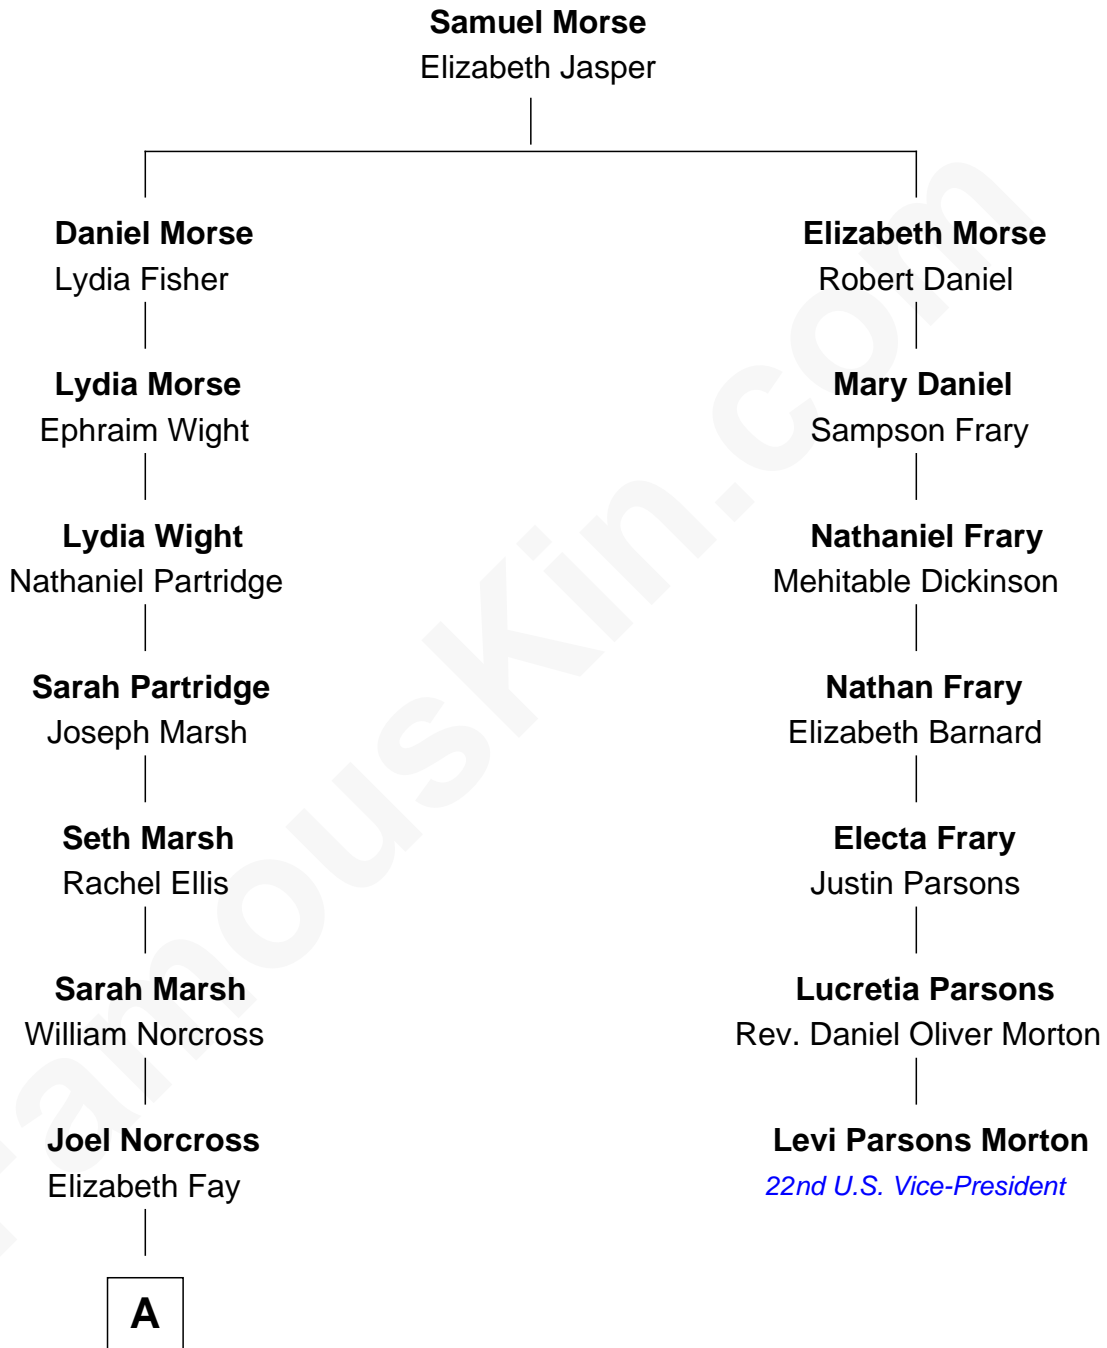 Samuel Morse
Elizabeth Jasper
Daniel Morse
Lydia Fisher
Elizabeth Morse
Robert Daniel
Lydia Morse
Ephraim Wight
Mary Daniel
Sampson Frary
Lydia Wight
Nathaniel Partridge
Nathaniel Frary
Mehitable Dickinson
Sarah Partridge
Joseph Marsh
Nathan Frary
Elizabeth Barnard
Seth Marsh
Rachel Ellis
Electa Frary
Justin Parsons
Sarah Marsh
William Norcross
Lucretia Parsons
Rev. Daniel Oliver Morton
Joel Norcross
Elizabeth Fay
Levi Parsons Morton
22nd U.S. Vice-President
A
FamousKin.com